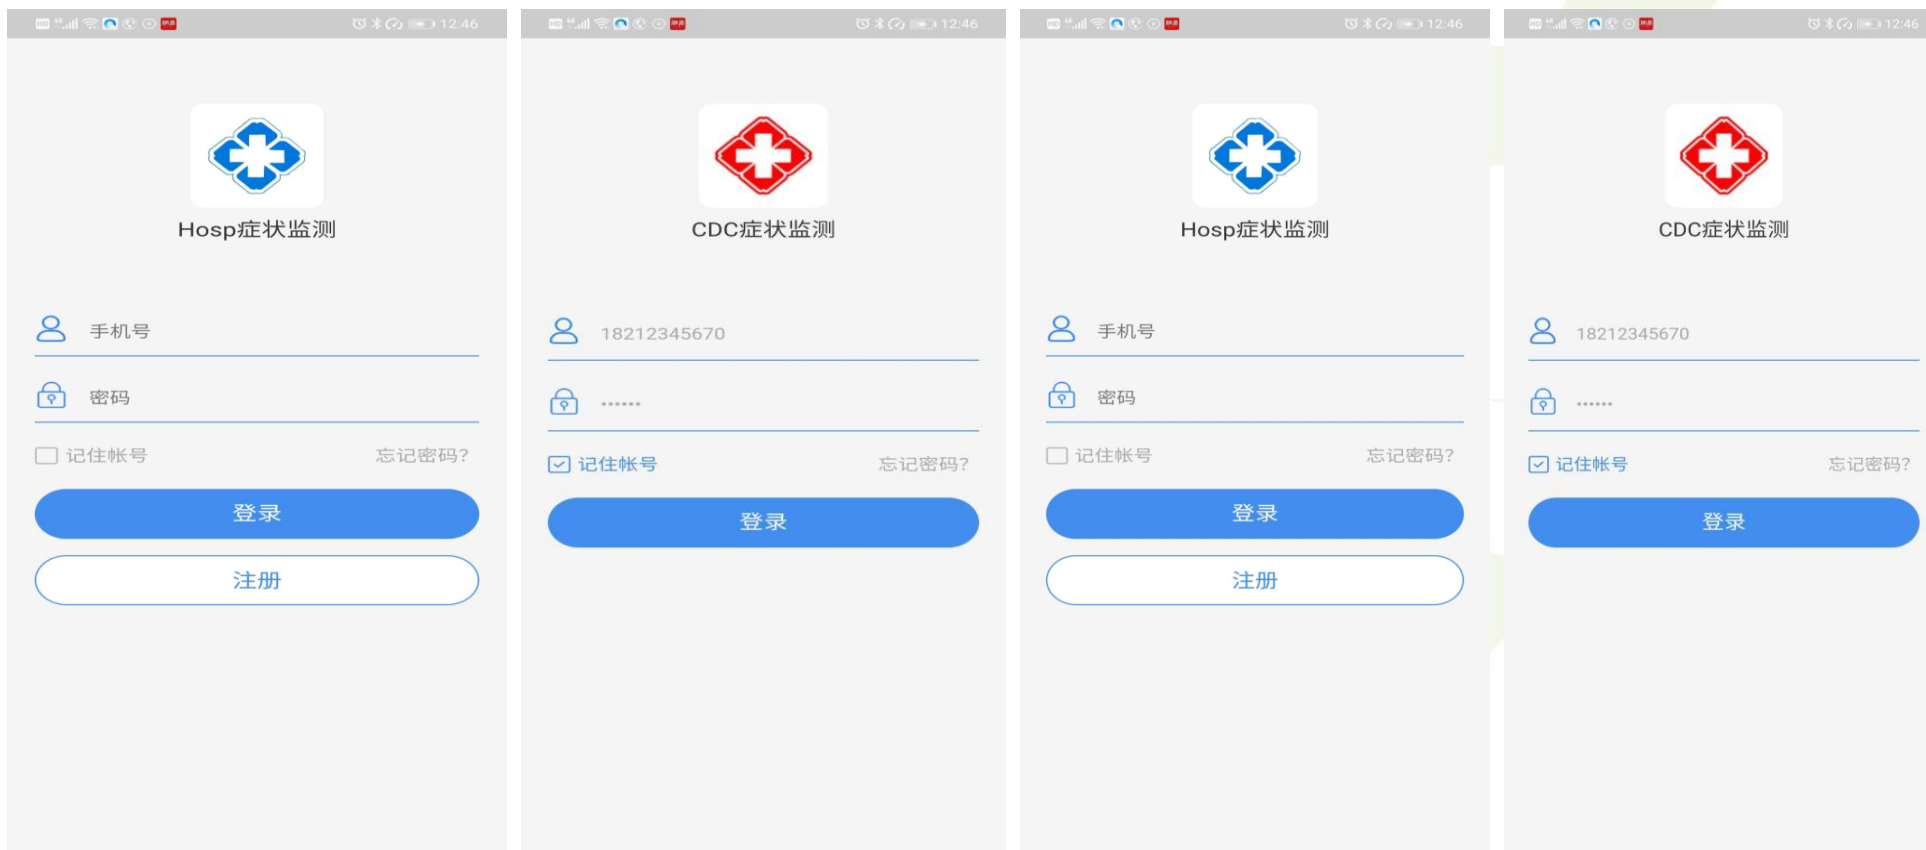 12:46
Hosp症状监测
手机号
密码
记住帐号 忘记密码?
登录
注册
12:46
CDC症状监测
18212345670
••••••
记住帐号 忘记密码?
登录
12:46
Hosp症状监测
手机号
密码
记住帐号 忘记密码?
登录
注册
12:46
CDC症状监测
18212345670
••••••
记住帐号 忘记密码?
登录